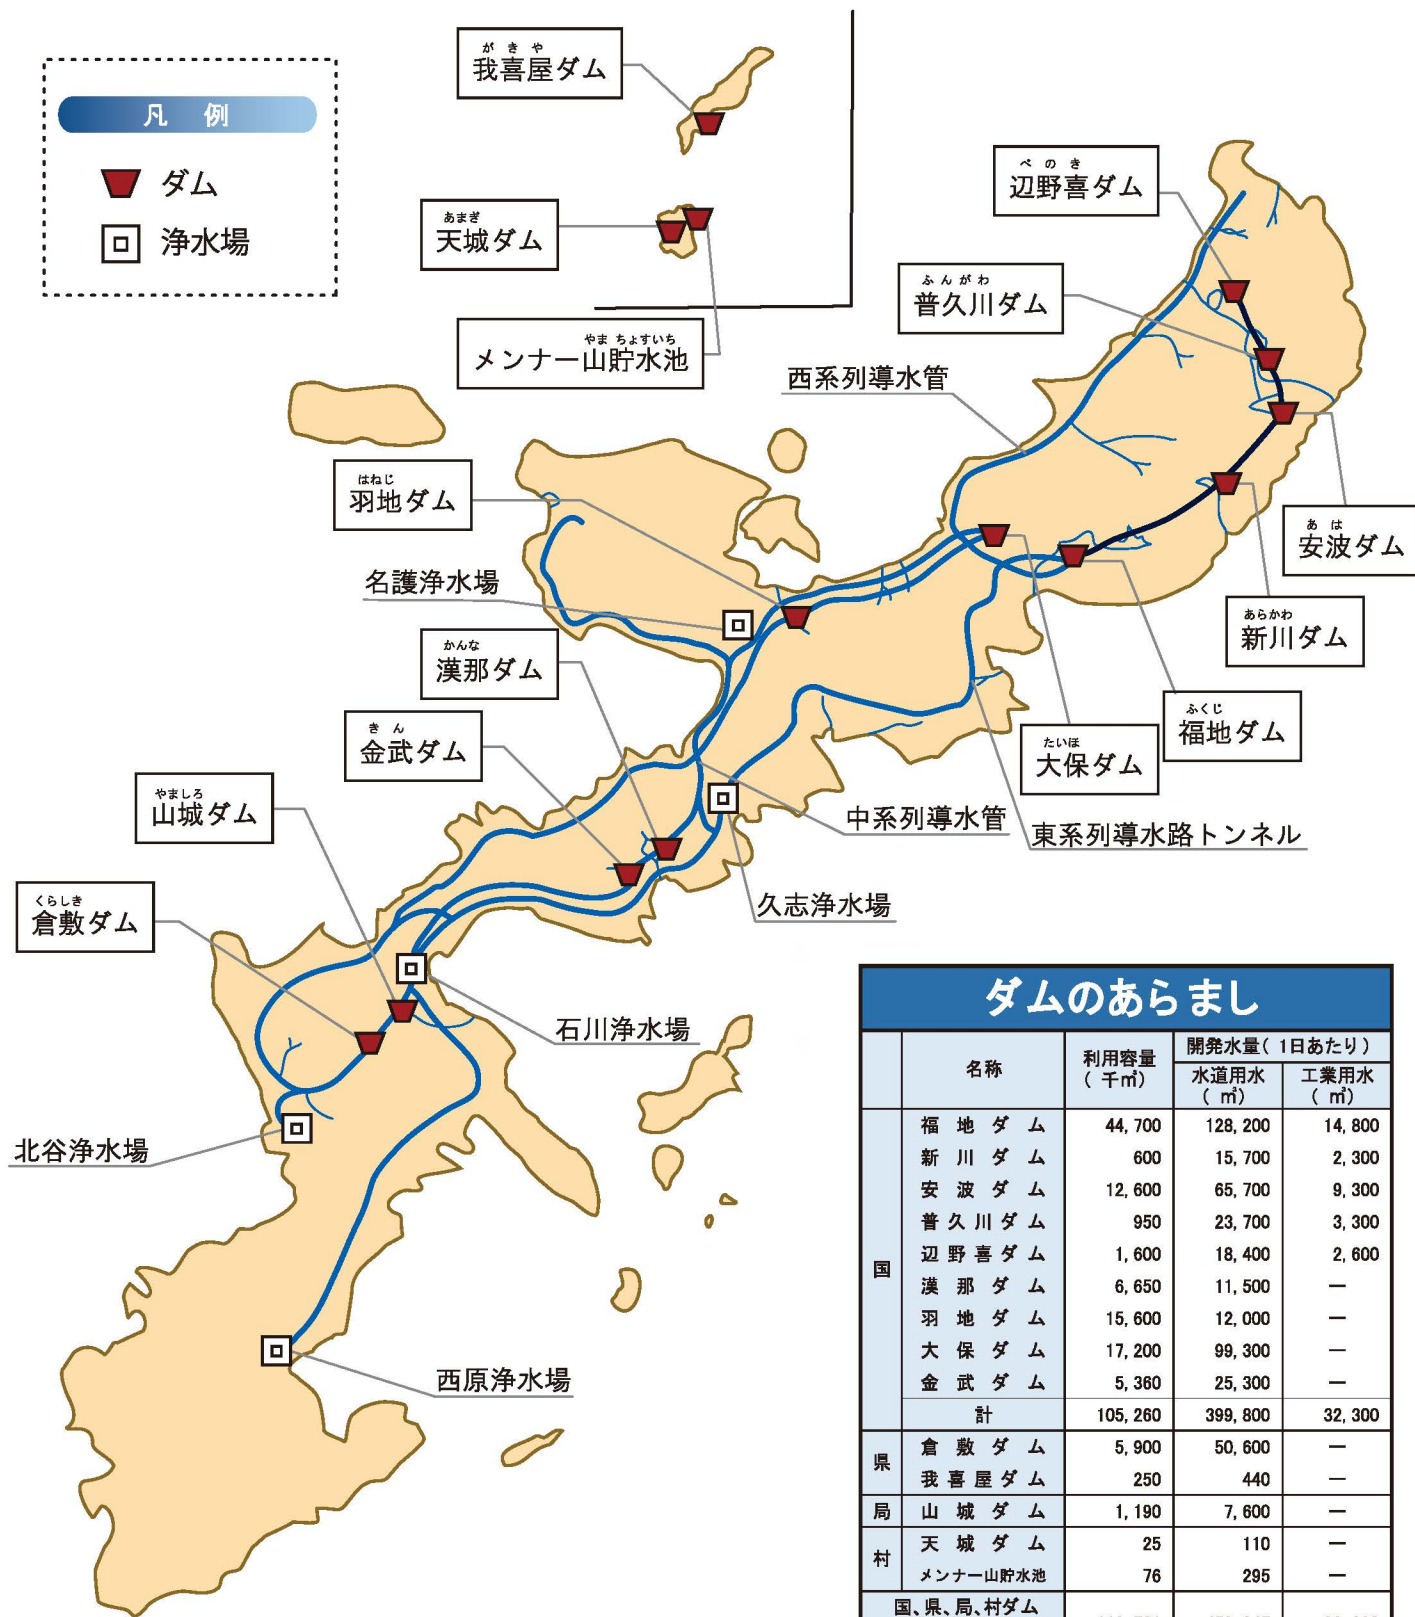 凡 例
ダム
浄水場
がきや
我喜屋ダム
あまぎ
天城ダム
やま ちょすいち
メンナー山貯水池
べのき
辺野喜ダム
ふんがわ
普久川ダム
西系列導水管
はねじ
羽地ダム
あは
安波ダム
名護浄水場
あらかわ
新川ダム
かんな
漢那ダム
ふくじ
福地ダム
きん
金武ダム
たいほ
大保ダム
やましろ
山城ダム
中系列導水管
東系列導水路トンネル
くらしき
倉敷ダム
久志浄水場
石川浄水場
北谷浄水場
西原浄水場
ダムのあらまし
名称 利用容量(千㎥) 開発水量(1日あたり)
水道用水(㎥) 工業用水(㎥)
国
福地ダム 44,700 128,200 14,800
新川ダム 600 15,700 2,300
安波ダム 12,600 65,700 9,300
普久川ダム 950 23,700 3,300
辺野喜ダム 1,600 18,400 2,600
漢那ダム 6,650 11,500 —
羽地ダム 15,600 12,000 —
大保ダム 17,200 99,300 —
金武ダム 5,360 25,300 —
計 105,260 399,800 32,300
県
倉敷ダム 5,900 50,600 —
我喜屋ダム 250 440 —
局 山城ダム 1,190 7,600 —
村
天城ダム 25 110 —
メンナー山貯水池 76 295 —
国、県、局、村ダム